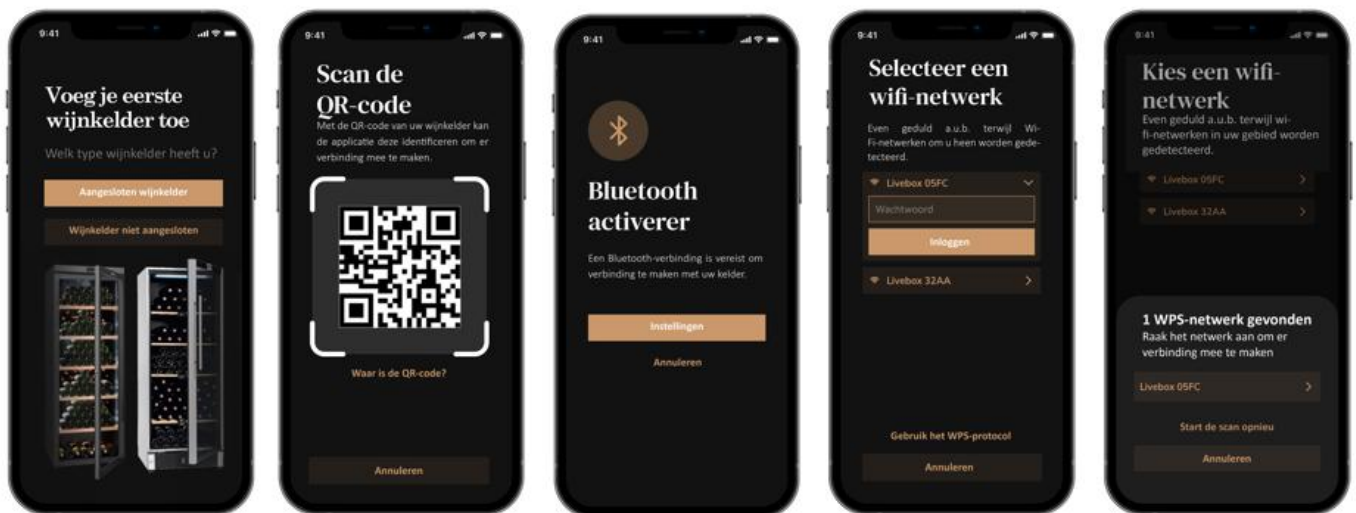 9:41
Voeg je eerste
wijnkelder toe
Welk type wijnkelder heeft u?
Aangesloten wijnkelder
Wijnkelder niet aangesloten
9:41
Scan de
QR-code
Met de QR-code van uw wijnkelder kan
de applicatie deze identificeren om er
verbinding mee te maken.
Waar is de QR-code?
Annuleren
9:41
Bluetooth
activerer
Een Bluetooth-verbinding is vereist om
verbinding te maken met uw kelder.
Instellingen
Annuleren
9:41
Selecteer een
wifi-netwerk
Even geduld a.u.b. terwijl Wi-
Fi-netwerken om u heen worden gede-
tecteerd.
Livebox 05FC
Wachtwoord
Inloggen
Livebox 32AA
Gebruik het WPS-protocol
Annuleren
9:41
Kies een wifi-
netwerk
Even geduld a.u.b. terwijl wi-
fi-netwerken in uw gebied worden
gedetecteerd.
Livebox 05FC
Livebox 32AA
1 WPS-netwerk gevonden
Raak het netwerk aan om er
verbinding mee te maken
Livebox 05FC
Start de scan opnieu
Annuleren